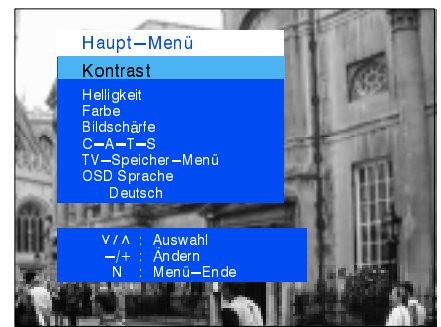 Haupt–Menü
Kontrast
Helligkeit
Farbe
Bildschärfe
C–A–T–S
TV–Speicher–Menü
OSD Sprache
Deutsch
∨/∧ : Auswahl
–/+ : Ändern
N : Menü–Ende